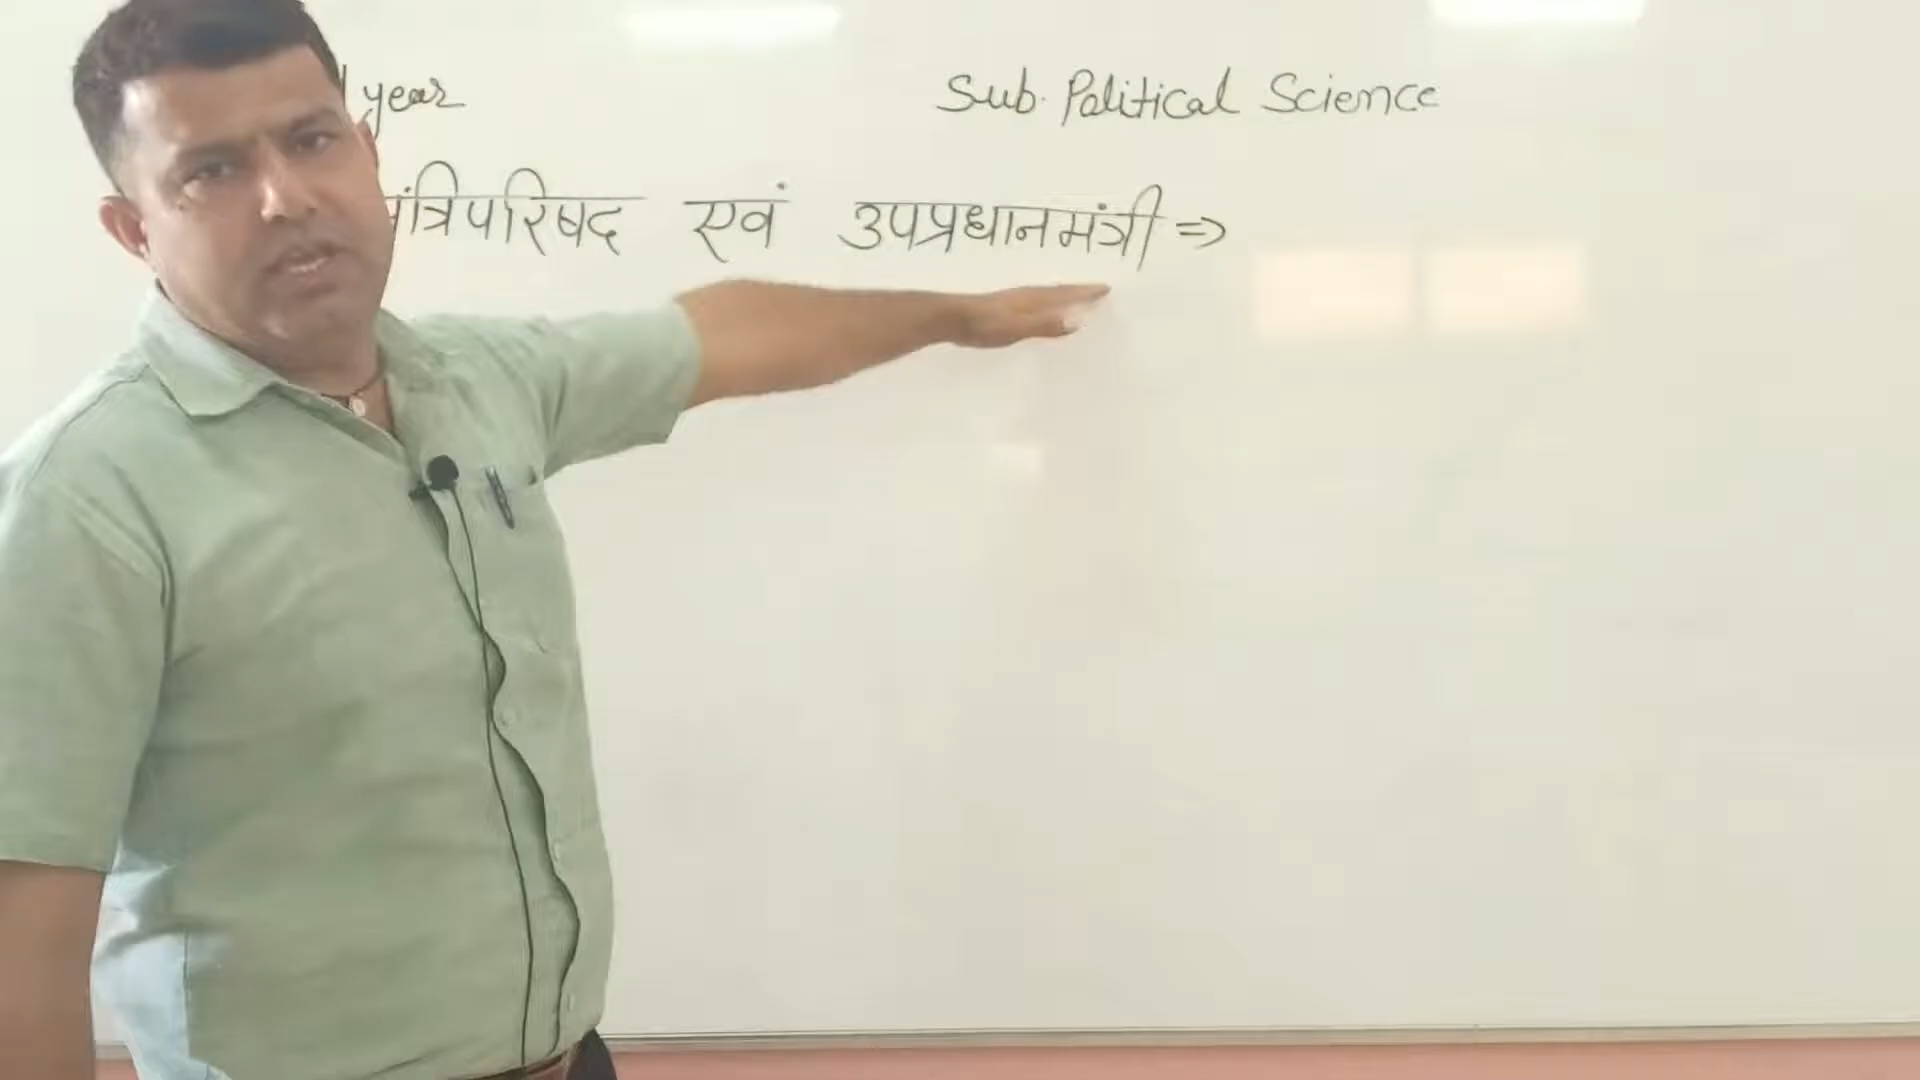 year
Sub. Political Science
मंत्रिपरिषद एवं उपप्रधानमंत्री ⇒